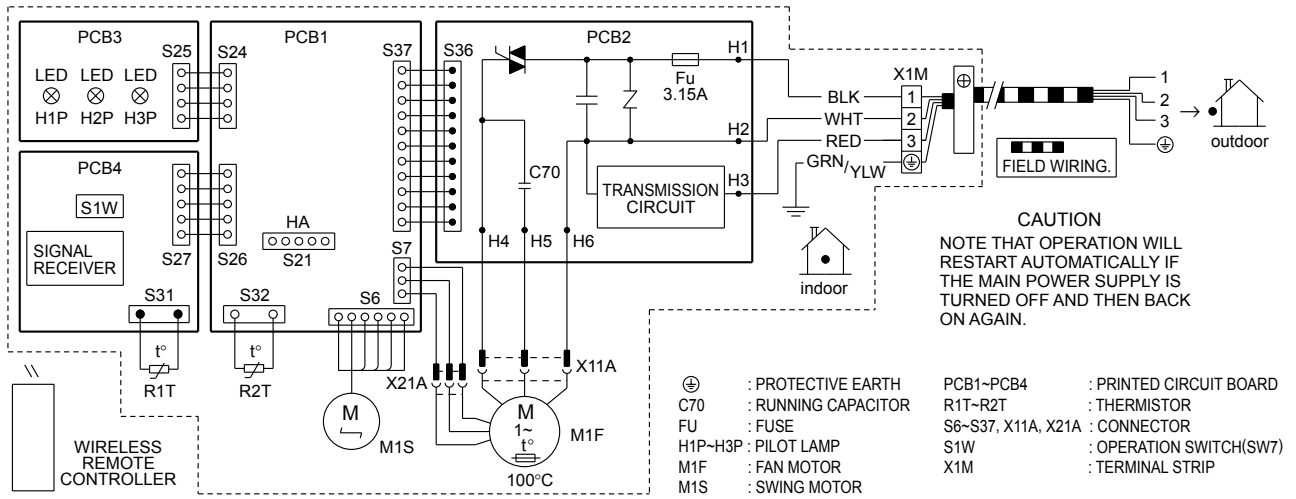 PCB3
LED LED LED
H1P H2P H3P
S25
S24
PCB1
S37
S36
PCB2
H1
Fu
3.15A
H2
H3
C70
TRANSMISSION
CIRCUIT
H4
H5
H6
PCB4
S1W
SIGNAL
RECEIVER
S27
S26
HA
S21
S7
S31
S32
S6
t°
R1T
t°
R2T
X21A
X11A
M
M1S
M
1~
t°
100°C
M1F
WIRELESS
REMOTE
CONTROLLER
BLK
WHT
RED
GRN/YLW
X1M
1
2
3
1
2
3
outdoor
FIELD WIRING.
indoor
CAUTION
NOTE THAT OPERATION WILL
RESTART AUTOMATICALLY IF
THE MAIN POWER SUPPLY IS
TURNED OFF AND THEN BACK
ON AGAIN.
: PROTECTIVE EARTH
C70 : RUNNING CAPACITOR
FU : FUSE
H1P~H3P : PILOT LAMP
M1F : FAN MOTOR
M1S : SWING MOTOR
PCB1~PCB4 : PRINTED CIRCUIT BOARD
R1T~R2T : THERMISTOR
S6~S37, X11A, X21A : CONNECTOR
S1W : OPERATION SWITCH(SW7)
X1M : TERMINAL STRIP